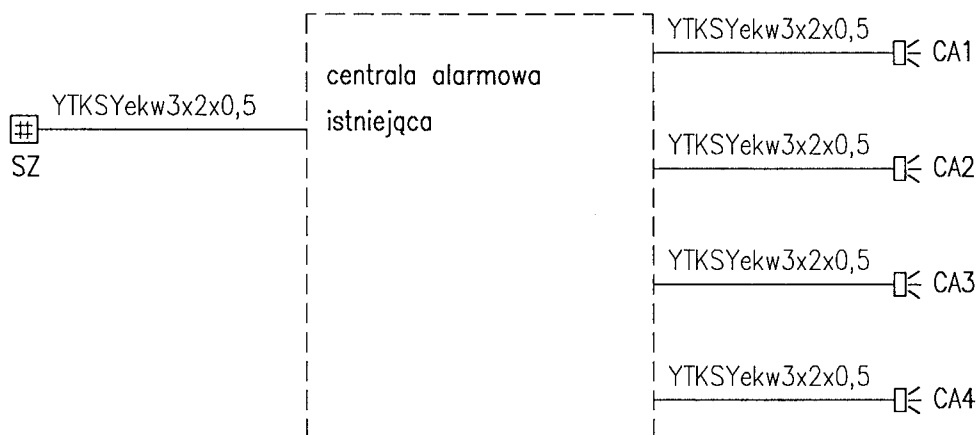 YTKSYekw3x2x0,5
SZ
centrala alarmowa
istniejąca
YTKSYekw3x2x0,5
CA1
YTKSYekw3x2x0,5
CA2
YTKSYekw3x2x0,5
CA3
YTKSYekw3x2x0,5
CA4